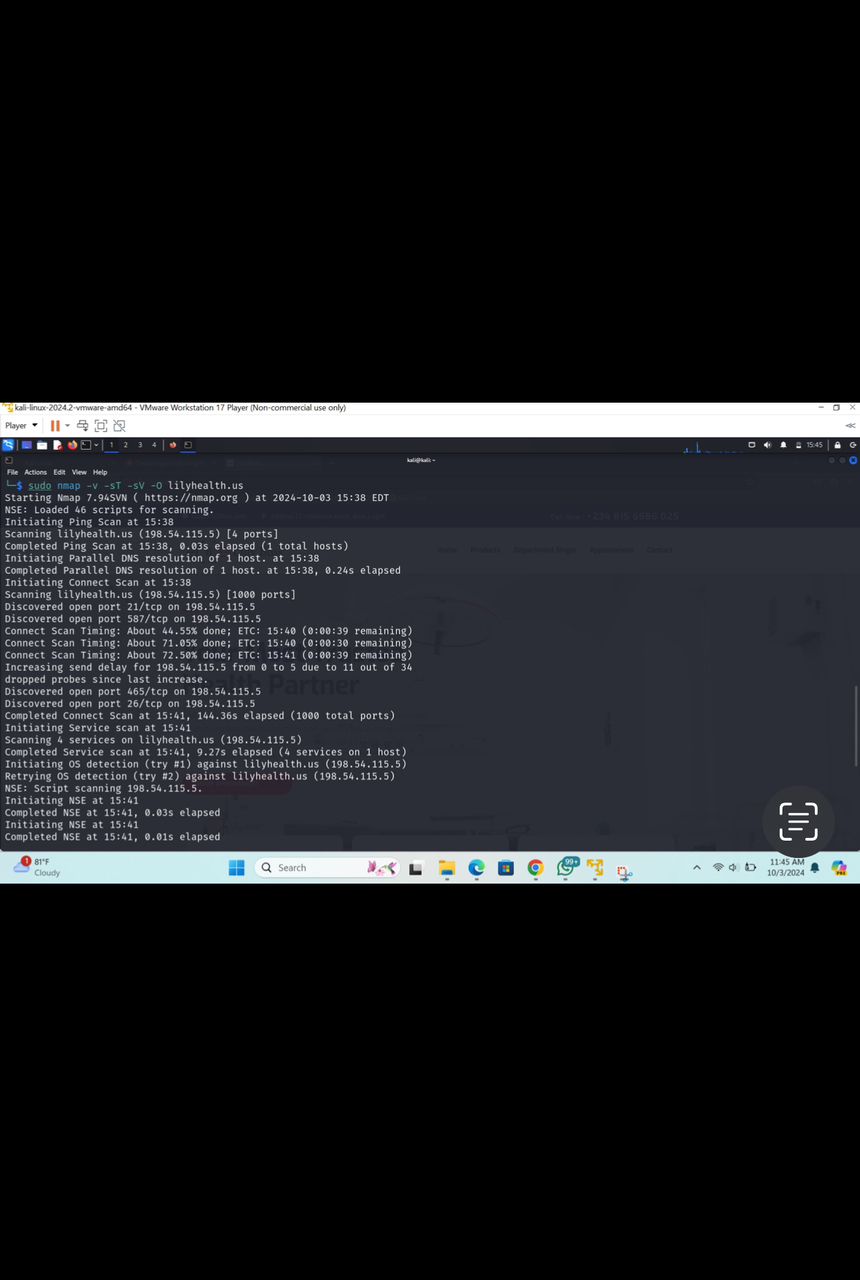 kali-linux-2024.2-vmware-amd64 - VMware Workstation 17 Player (Non-commercial use only)
Player
1 2 3 4
15:45
kali@kali: ~
File Actions Edit View Help
└─$ sudo nmap -v -sT -sV -O lilyhealth.us
Starting Nmap 7.94SVN ( https://nmap.org ) at 2024-10-03 15:38 EDT
NSE: Loaded 46 scripts for scanning.
Initiating Ping Scan at 15:38
Scanning lilyhealth.us (198.54.115.5) [4 ports]
Completed Ping Scan at 15:38, 0.03s elapsed (1 total hosts)
Initiating Parallel DNS resolution of 1 host. at 15:38
Completed Parallel DNS resolution of 1 host. at 15:38, 0.24s elapsed
Initiating Connect Scan at 15:38
Scanning lilyhealth.us (198.54.115.5) [1000 ports]
Discovered open port 21/tcp on 198.54.115.5
Discovered open port 587/tcp on 198.54.115.5
Connect Scan Timing: About 44.55% done; ETC: 15:40 (0:00:39 remaining)
Connect Scan Timing: About 71.05% done; ETC: 15:40 (0:00:30 remaining)
Connect Scan Timing: About 72.50% done; ETC: 15:41 (0:00:39 remaining)
Increasing send delay for 198.54.115.5 from 0 to 5 due to 11 out of 34
dropped probes since last increase.
Discovered open port 465/tcp on 198.54.115.5
Discovered open port 26/tcp on 198.54.115.5
Completed Connect Scan at 15:41, 144.36s elapsed (1000 total ports)
Initiating Service scan at 15:41
Scanning 4 services on lilyhealth.us (198.54.115.5)
Completed Service scan at 15:41, 9.27s elapsed (4 services on 1 host)
Initiating OS detection (try #1) against lilyhealth.us (198.54.115.5)
Retrying OS detection (try #2) against lilyhealth.us (198.54.115.5)
NSE: Script scanning 198.54.115.5.
Initiating NSE at 15:41
Completed NSE at 15:41, 0.03s elapsed
Initiating NSE at 15:41
Completed NSE at 15:41, 0.01s elapsed
Home Products Appointment Contact
Health Partner
1
81°F
Cloudy
Search
99+
11:45 AM
10/3/2024
PRE